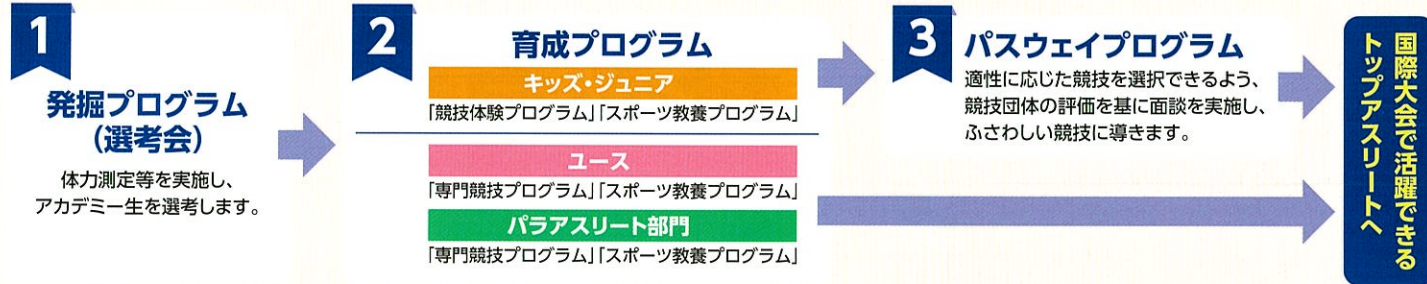 1
発掘プログラム
(選考会)
体力測定等を実施し、
アカデミー生を選考します。
2
育成プログラム
キッズ・ジュニア
「競技体験プログラム」「スポーツ教養プログラム」
ユース
「専門競技プログラム」「スポーツ教養プログラム」
パラアスリート部門
「専門競技プログラム」「スポーツ教養プログラム」
3
パスウェイプログラム
適性に応じた競技を選択できるよう、
競技団体の評価を基に面談を実施し、
ふさわしい競技に導きます。
国際大会で活躍できる
トップアスリートへ